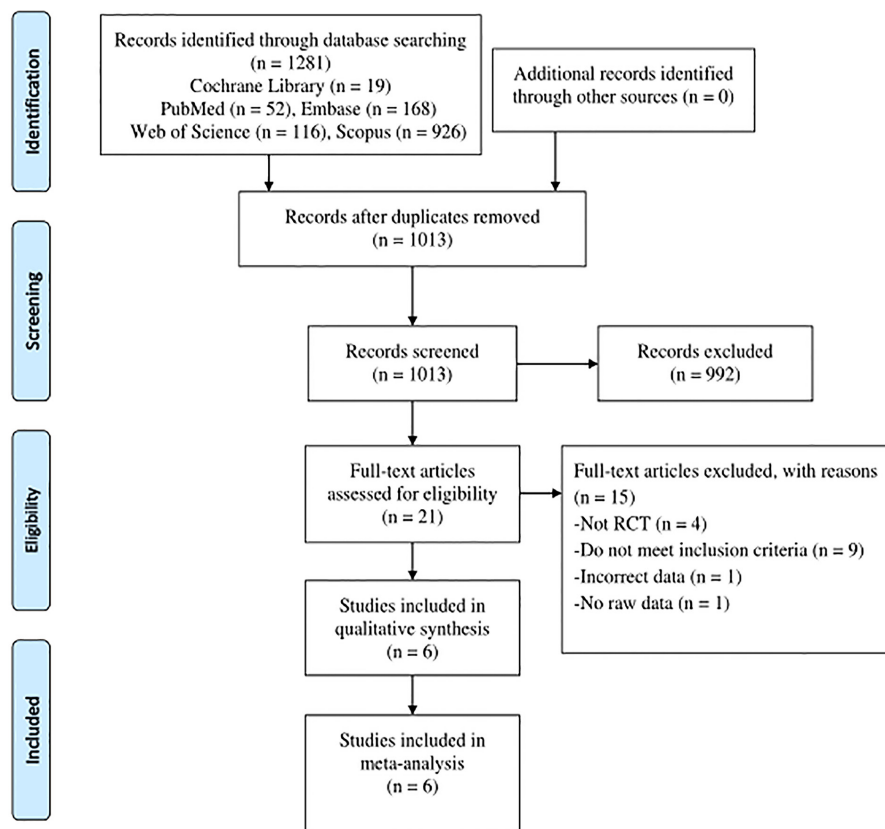 Identification
Records identified through database searching
(n = 1281)
Cochrane Library (n = 19)
PubMed (n = 52), Embase (n = 168)
Web of Science (n = 116), Scopus (n = 926)
Additional records identified
through other sources (n = 0)
Records after duplicates removed
(n = 1013)
Screening
Records screened
(n = 1013)
Records excluded
(n = 992)
Eligibility
Full-text articles
assessed for eligibility
(n = 21)
Full-text articles excluded, with reasons
(n = 15)
-Not RCT (n = 4)
-Do not meet inclusion criteria (n = 9)
-Incorrect data (n = 1)
-No raw data (n = 1)
Studies included in
qualitative synthesis
(n = 6)
Included
Studies included in
meta-analysis
(n = 6)